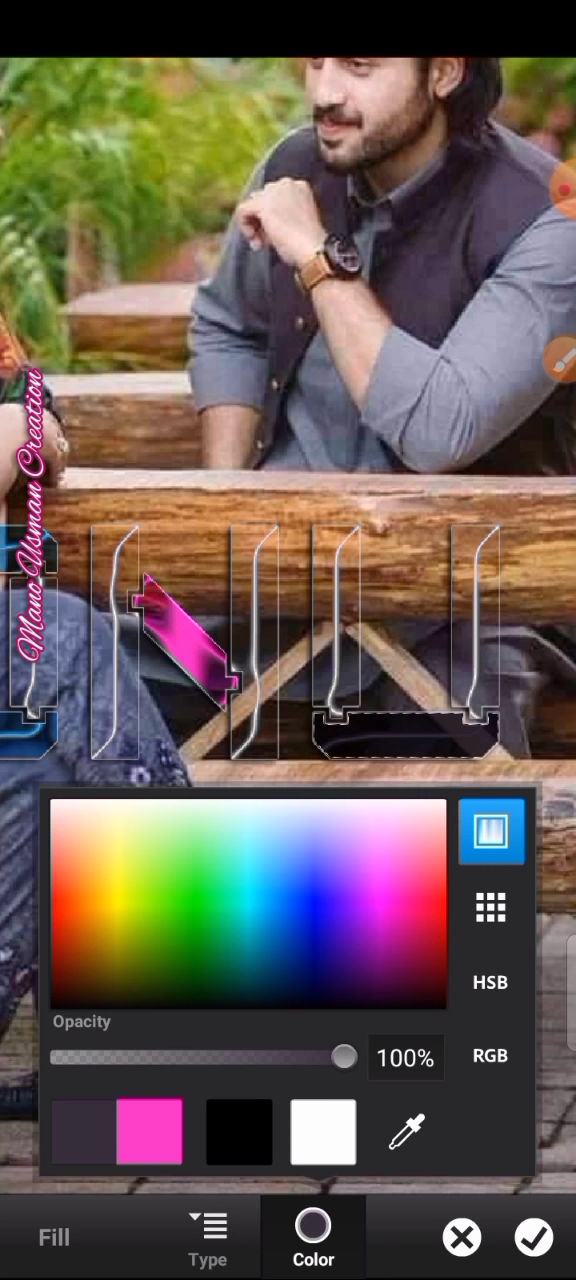 Mano Usman Creation
Opacity
100%
HSB
RGB
Fill
Type
Color